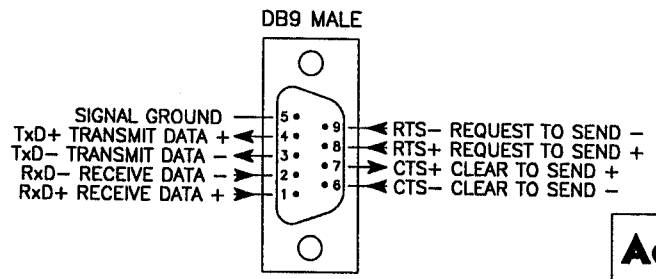 DB9 MALE
SIGNAL GROUND 5
TxD+ TRANSMIT DATA + 4
TxD- TRANSMIT DATA - 3
RxD- RECEIVE DATA - 2
RxD+ RECEIVE DATA + 1
9 RTS- REQUEST TO SEND -
8 RTS+ REQUEST TO SEND +
7 CTS+ CLEAR TO SEND +
6 CTS- CLEAR TO SEND -